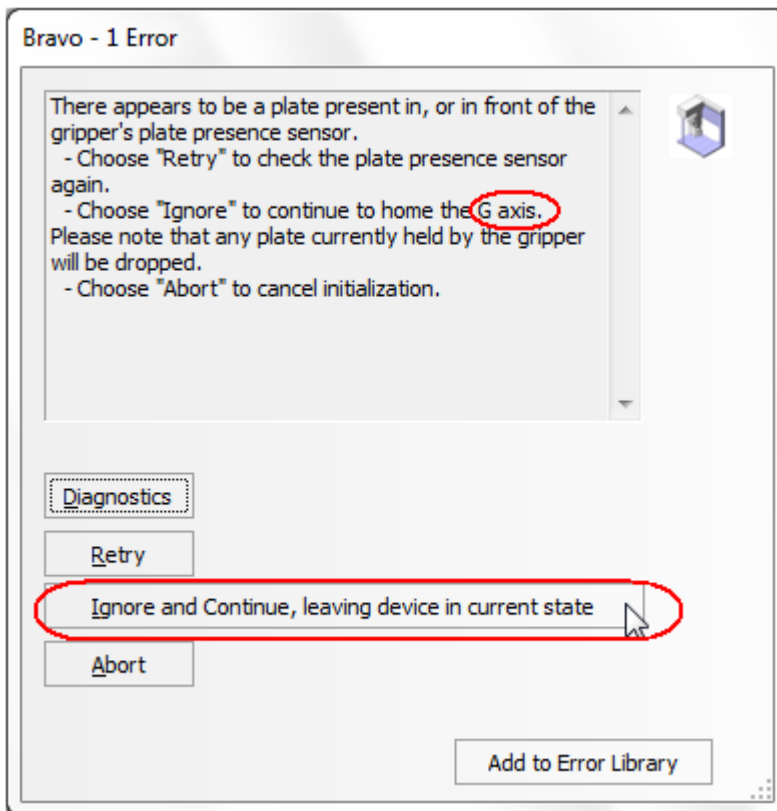 Bravo - 1 Error
There appears to be a plate present in, or in front of the
gripper's plate presence sensor.
- Choose "Retry" to check the plate presence sensor
again.
- Choose "Ignore" to continue to home the G axis.
Please note that any plate currently held by the gripper
will be dropped.
- Choose "Abort" to cancel initialization.
Diagnostics
Retry
Ignore and Continue, leaving device in current state
Abort
Add to Error Library